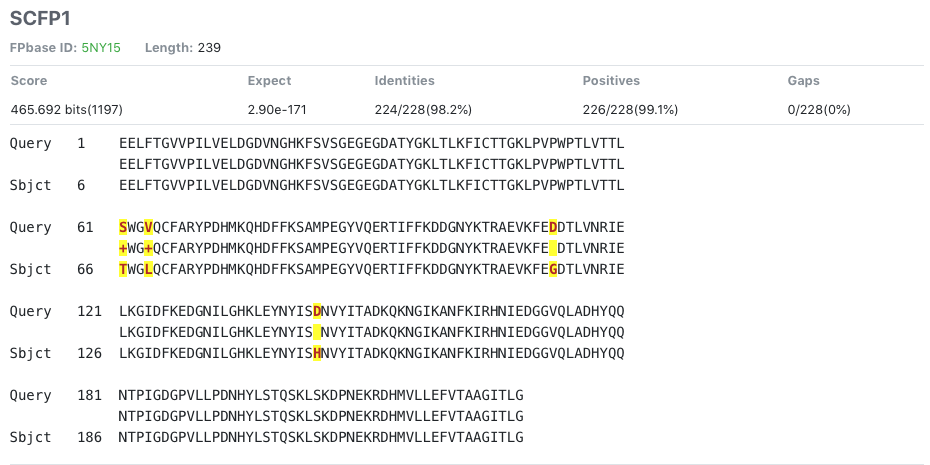 SCFP1
FPbase ID: 5NY15 Length: 239
Score Expect Identities Positives Gaps
465.692 bits(1197) 2.90e-171 224/228(98.2%) 226/228(99.1%) 0/228(0%)
Query 1 EELFTGVVPILVELDGDVNGHKFSVSGEGEGDATYGKLTLKFICTTGKLPVPWPTLVTTL
EELFTGVVPILVELDGDVNGHKFSVSGEGEGDATYGKLTLKFICTTGKLPVPWPTLVTTL
Sbjct 6 EELFTGVVPILVELDGDVNGHKFSVSGEGEGDATYGKLTLKFICTTGKLPVPWPTLVTTL
Query 61 SWGVQCFARYPDHMKQHDFFKSAMPEGYVQERTIFFKDDGNYKTRAEVKFEDDTLVNRIE
+WG+QCFARYPDHMKQHDFFKSAMPEGYVQERTIFFKDDGNYKTRAEVKFE DTLVNRIE
Sbjct 66 TWGLQCFARYPDHMKQHDFFKSAMPEGYVQERTIFFKDDGNYKTRAEVKFEGDTLVNRIE
Query 121 LKGIDFKEDGNILGHKLEYNYISDNVYITADKQKNGIKANFKIRHNIEDGGVQLADHYQQ
LKGIDFKEDGNILGHKLEYNYIS NVYITADKQKNGIKANFKIRHNIEDGGVQLADHYQQ
Sbjct 126 LKGIDFKEDGNILGHKLEYNYISHNVYITADKQKNGIKANFKIRHNIEDGGVQLADHYQQ
Query 181 NTPIGDGPVLLPDNHYLSTQSKLSKDPNEKRDHMVLLEFVTAAGITLG
NTPIGDGPVLLPDNHYLSTQSKLSKDPNEKRDHMVLLEFVTAAGITLG
Sbjct 186 NTPIGDGPVLLPDNHYLSTQSKLSKDPNEKRDHMVLLEFVTAAGITLG